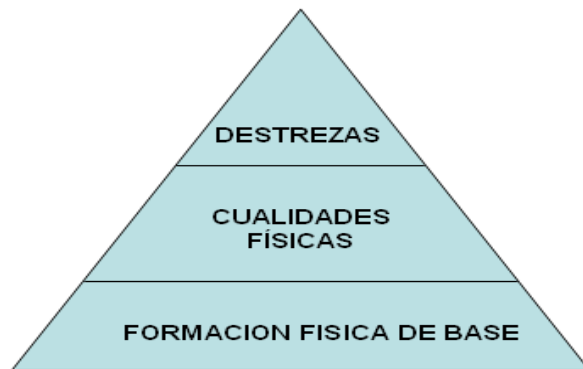 DESTREZAS
CUALIDADES
FÍSICAS
FORMACION FISICA DE BASE